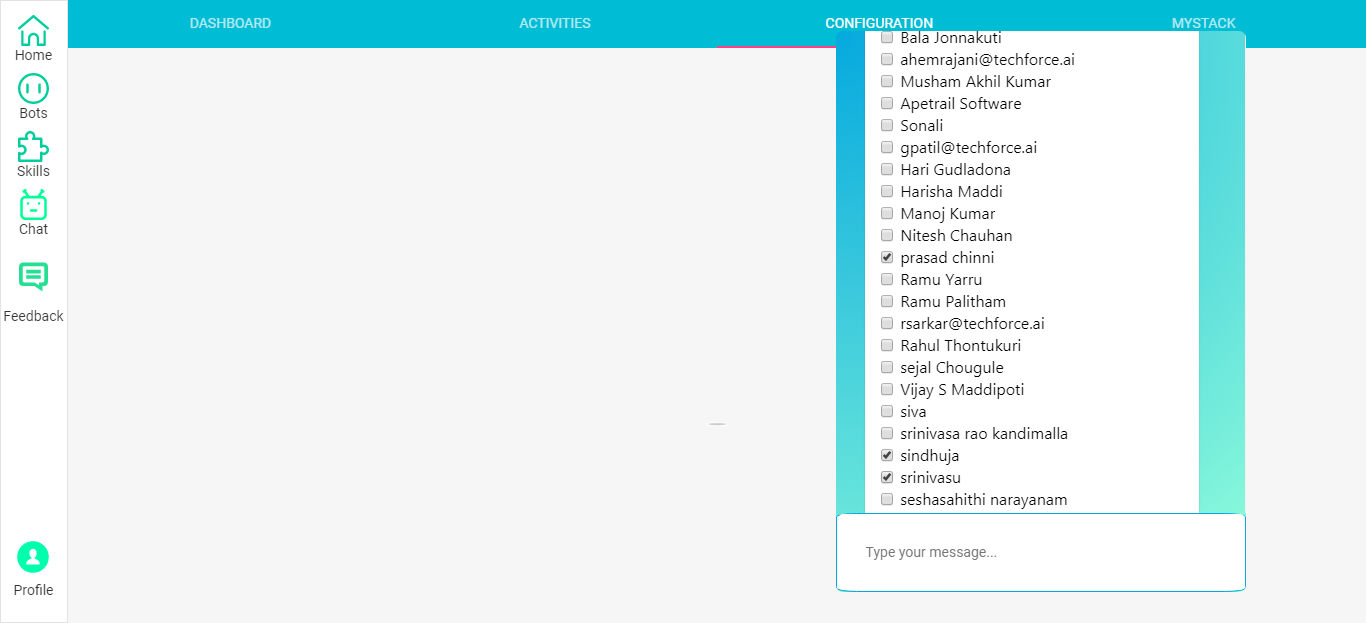 DASHBOARD
ACTIVITIES
CONFIGURATION
MYSTACK
Home
Bots
Skills
Chat
Feedback
Profile
Bala Jonnakuti
ahemrajani@techforce.ai
Musham Akhil Kumar
Apetrail Software
Sonali
gpatil@techforce.ai
Hari Gudladona
Harisha Maddi
Manoj Kumar
Nitesh Chauhan
prasad chinni
Ramu Yarru
Ramu Palitham
rsarkar@techforce.ai
Rahul Thontukuri
sejal Chougule
Vijay S Maddipoti
siva
srinivasa rao kandimalla
sindhuja
srinivasu
seshasahithi narayanam
Type your message...